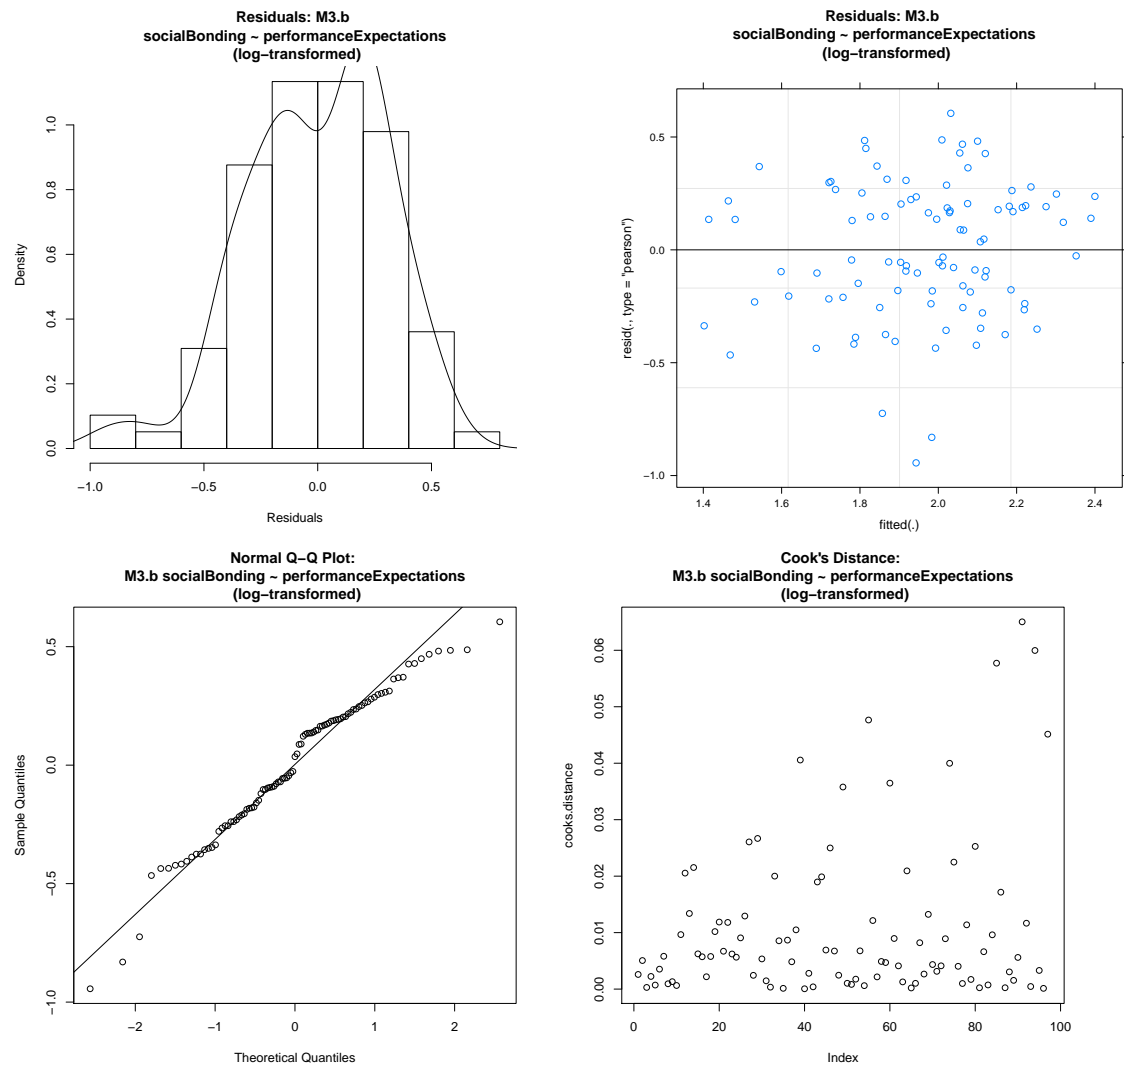 Residuals: M3.b
socialBonding ~ performanceExpectations
(log−transformed)
Density
0.0 0.2 0.4 0.6 0.8 1.0
−1.0 −0.5 0.0 0.5
Residuals
Residuals: M3.b
socialBonding ~ performanceExpectations
(log−transformed)
resid(., type = "pearson")
0.5
0.0
−0.5
−1.0
1.4 1.6 1.8 2.0 2.2 2.4
fitted(.)
Normal Q−Q Plot:
M3.b socialBonding ~ performanceExpectations
(log−transformed)
Sample Quantiles
−1.0 −0.5 0.0 0.5
−2 −1 0 1 2
Theoretical Quantiles
Cook's Distance:
M3.b socialBonding ~ performanceExpectations
(log−transformed)
cooks.distance
0.00 0.01 0.02 0.03 0.04 0.05 0.06
0 20 40 60 80 100
Index